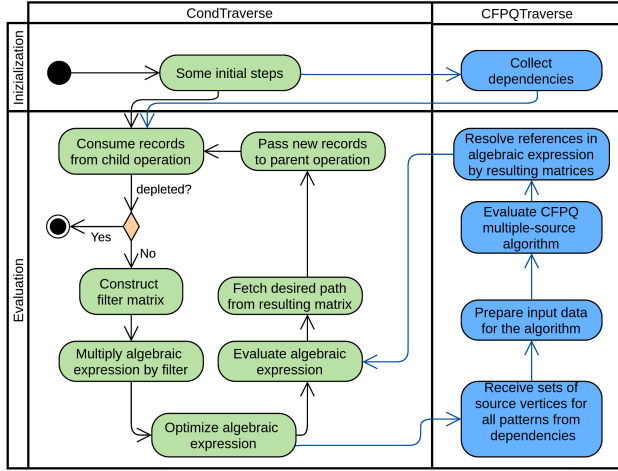 CondTraverse
CFPQTraverse
Inizialization
Some initial steps
Collect
dependencies
Evaluation
Consume records
from child operation
Pass new records
to parent operation
Resolve references in
algebraic expression
by resulting matrices
depleted?
Yes
No
Evaluate CFPQ
multiple-source
algorithm
Construct
filter matrix
Fetch desired path
from resulting matrix
Prepare input data
for the algorithm
Multiply algebraic
expression by filter
Evaluate algebraic
expression
Receive sets of
source vertices for
all patterns from
dependencies
Optimize algebraic
expression